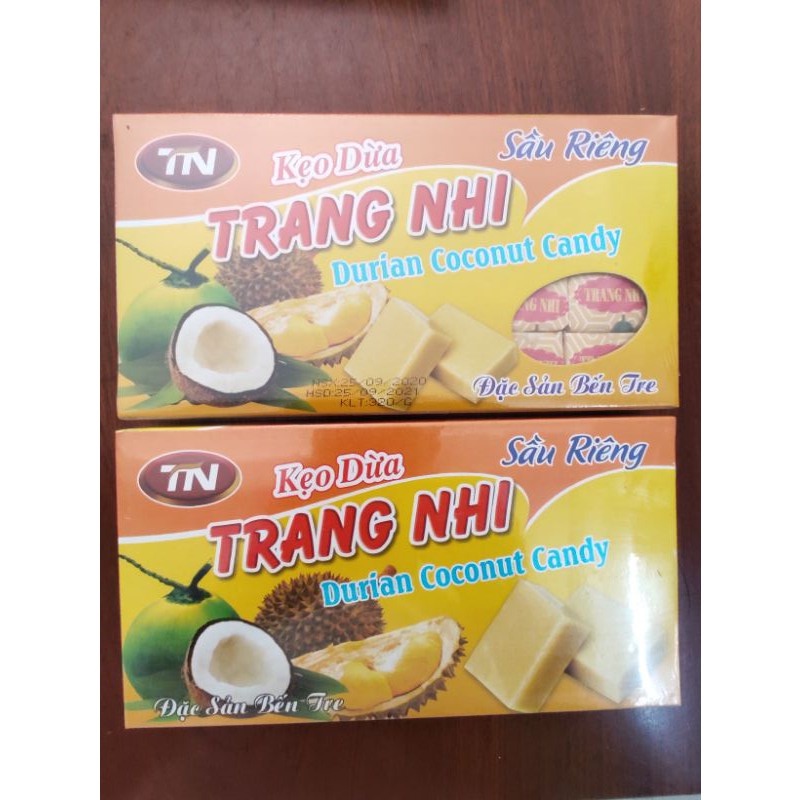 TN
Kẹo Dừa
Sầu Riêng
TRANG NHI
Durian Coconut Candy
TRANG NHI
NSX:25/09/2020
HSD:25/09/2021
KLT:320/G
Đặc Sản Bến Tre
TN
Kẹo Dừa
Sầu Riêng
TRANG NHI
Durian Coconut Candy
Đặc Sản Bến Tre